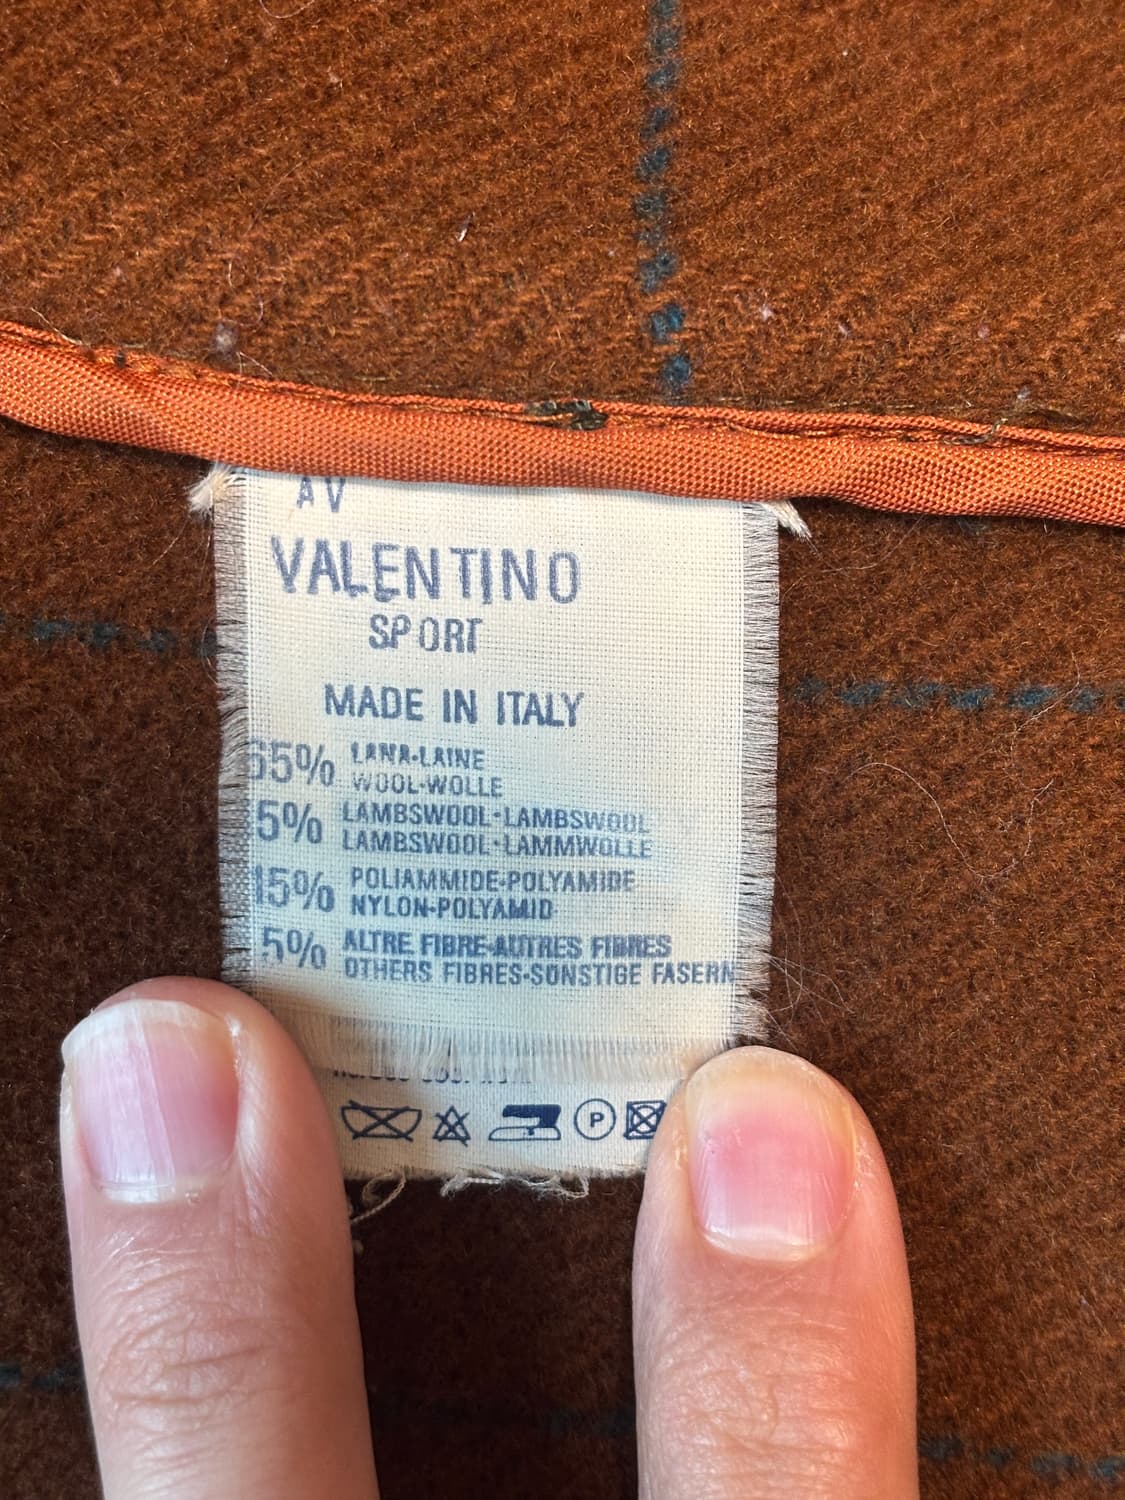 AV
VALENTINO
SPORT
MADE IN ITALY
65% LANA-LAINE
WOOL-WOLLE
5% LAMBSWOOL-LAMBSWOOL
LAMBSWOOL-LAMMWOLLE
15% POLIAMMIDE-POLYAMIDE
NYLON-POLYAMID
5% ALTRE FIBRE-AUTRES FIBRES
OTHERS FIBRES-SONSTIGE FASERN
P